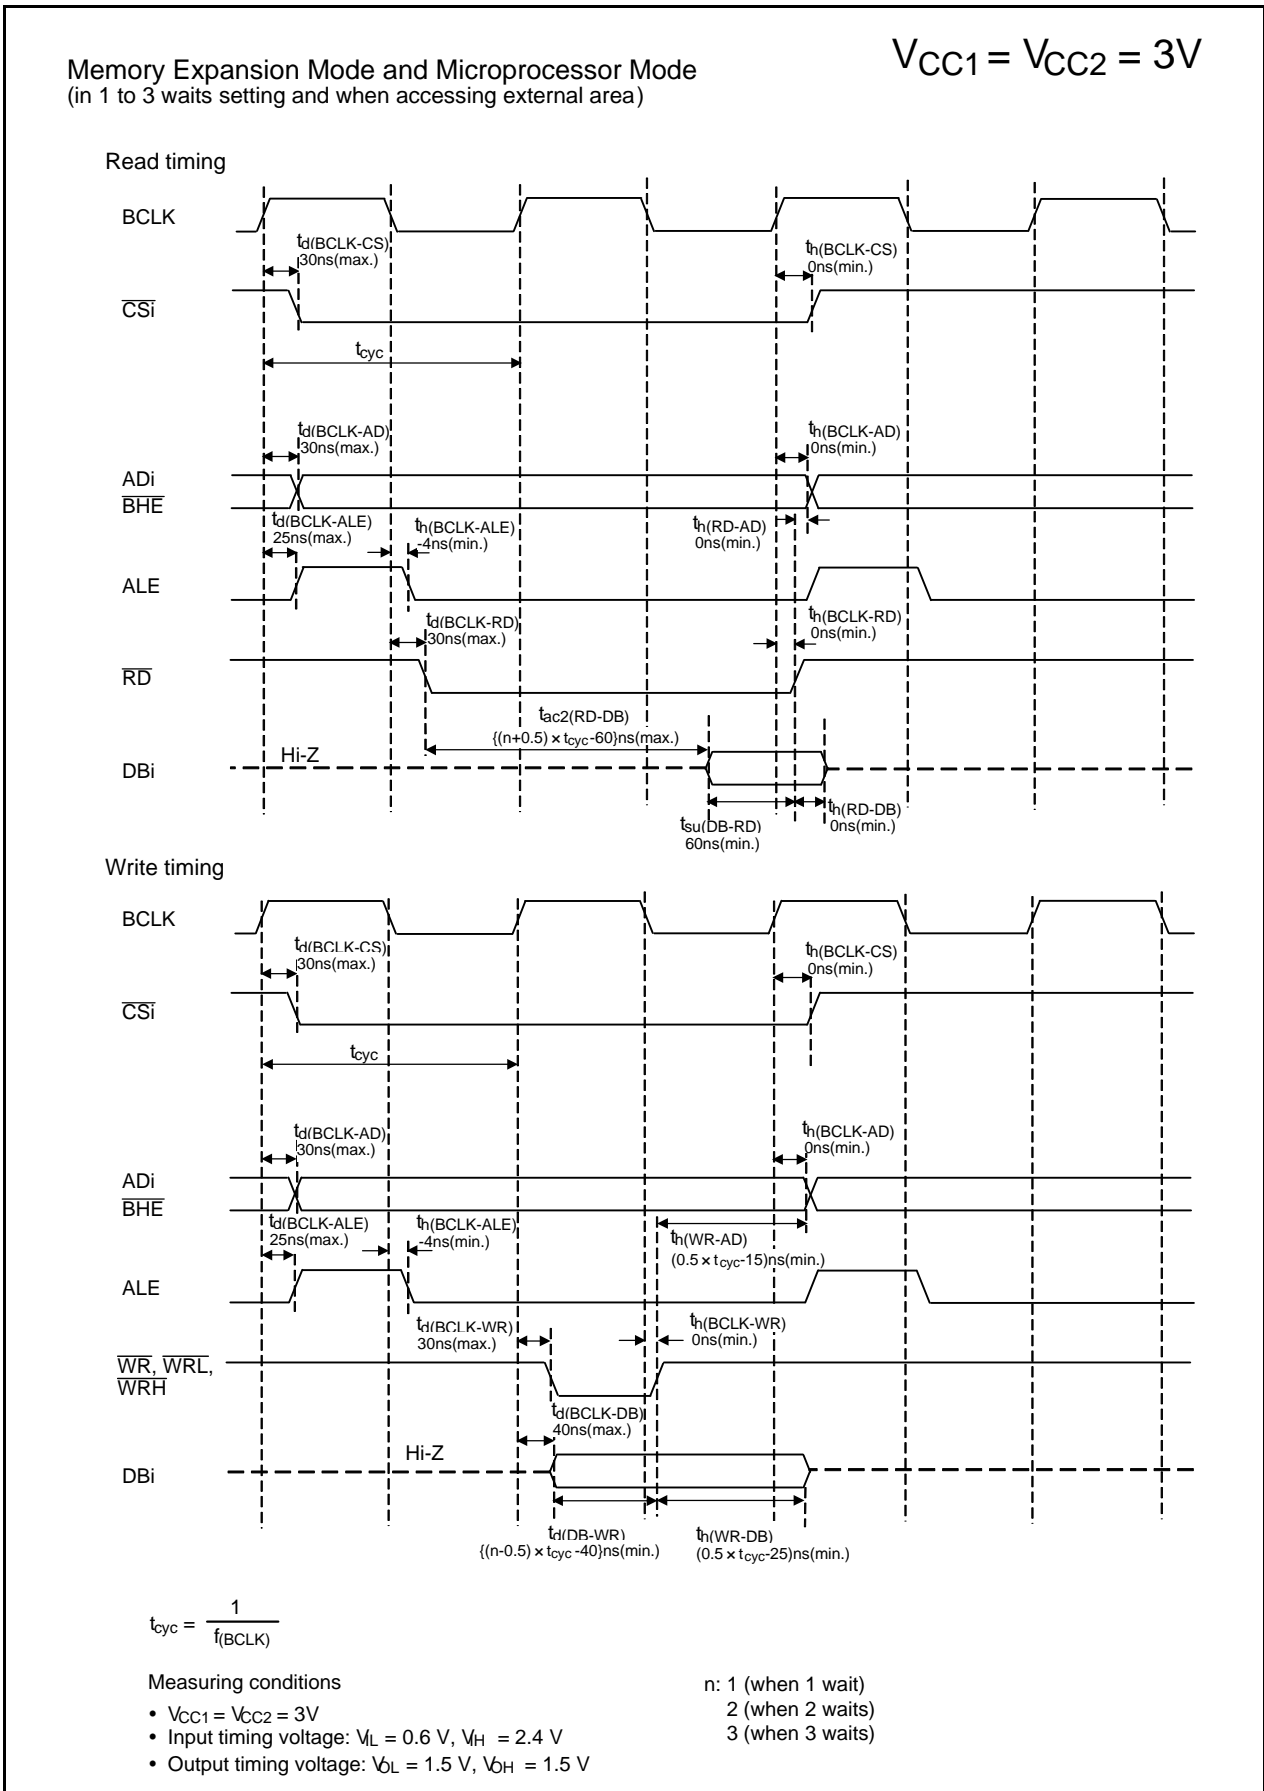 VCC1 = VCC2 = 3V
Memory Expansion Mode and Microprocessor Mode
(in 1 to 3 waits setting and when accessing external area)
Read timing
BCLK
td(BCLK-CS)
30ns(max.)
th(BCLK-CS)
0ns(min.)
CSi
tcyc
td(BCLK-AD)
30ns(max.)
th(BCLK-AD)
0ns(min.)
ADi
BHE
td(BCLK-ALE)
25ns(max.)
th(BCLK-ALE)
-4ns(min.)
th(RD-AD)
0ns(min.)
ALE
td(BCLK-RD)
30ns(max.)
th(BCLK-RD)
0ns(min.)
RD
tac2(RD-DB)
{(n+0.5) × tcyc-60}ns(max.)
Hi-Z
DBi
tsu(DB-RD)
60ns(min.)
th(RD-DB)
0ns(min.)
Write timing
BCLK
td(BCLK-CS)
30ns(max.)
th(BCLK-CS)
0ns(min.)
CSi
tcyc
td(BCLK-AD)
30ns(max.)
th(BCLK-AD)
0ns(min.)
ADi
BHE
td(BCLK-ALE)
25ns(max.)
th(BCLK-ALE)
-4ns(min.)
th(WR-AD)
(0.5 × tcyc-15)ns(min.)
ALE
td(BCLK-WR)
30ns(max.)
th(BCLK-WR)
0ns(min.)
WR, WRL,
WRH
td(BCLK-DB)
40ns(max.)
Hi-Z
DBi
td(DB-WR)
{(n-0.5) × tcyc -40}ns(min.)
th(WR-DB)
(0.5 × tcyc-25)ns(min.)
tcyc = 1
f(BCLK)
Measuring conditions
• VCC1 = VCC2 = 3V
• Input timing voltage: VIL = 0.6 V, VIH = 2.4 V
• Output timing voltage: VOL = 1.5 V, VOH = 1.5 V
n: 1 (when 1 wait)
2 (when 2 waits)
3 (when 3 waits)